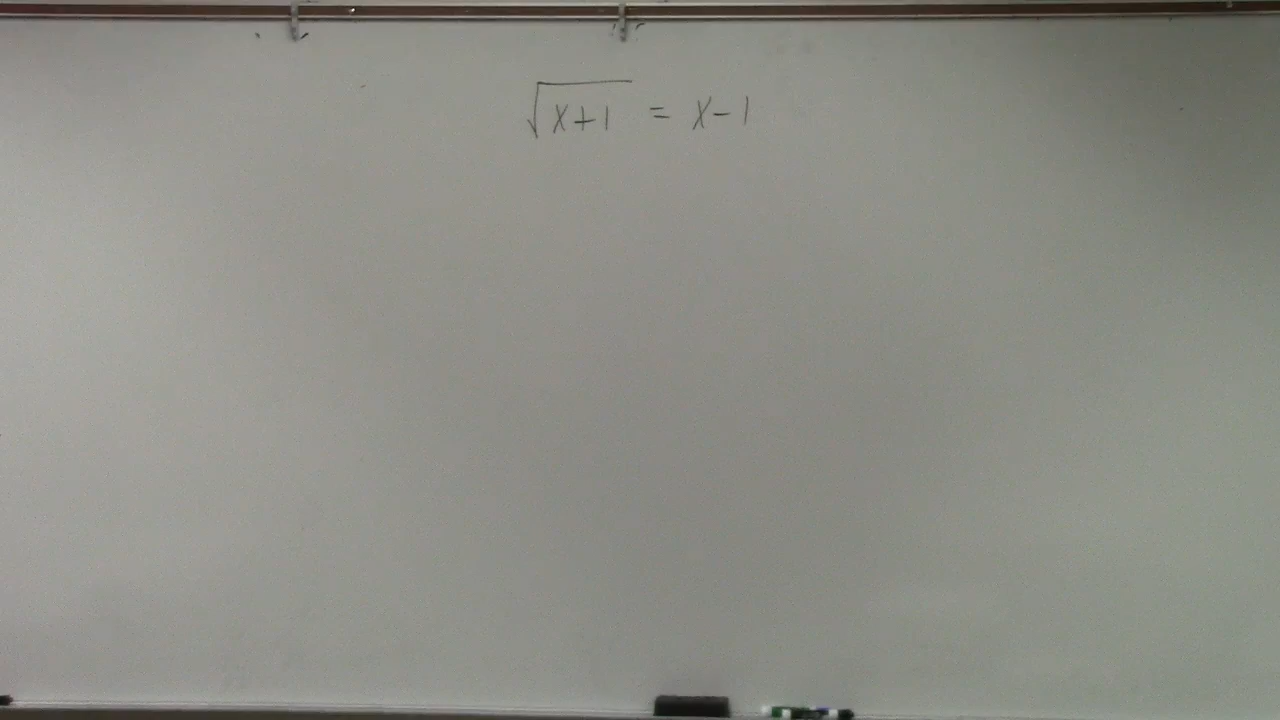 √(x+1) = x-1